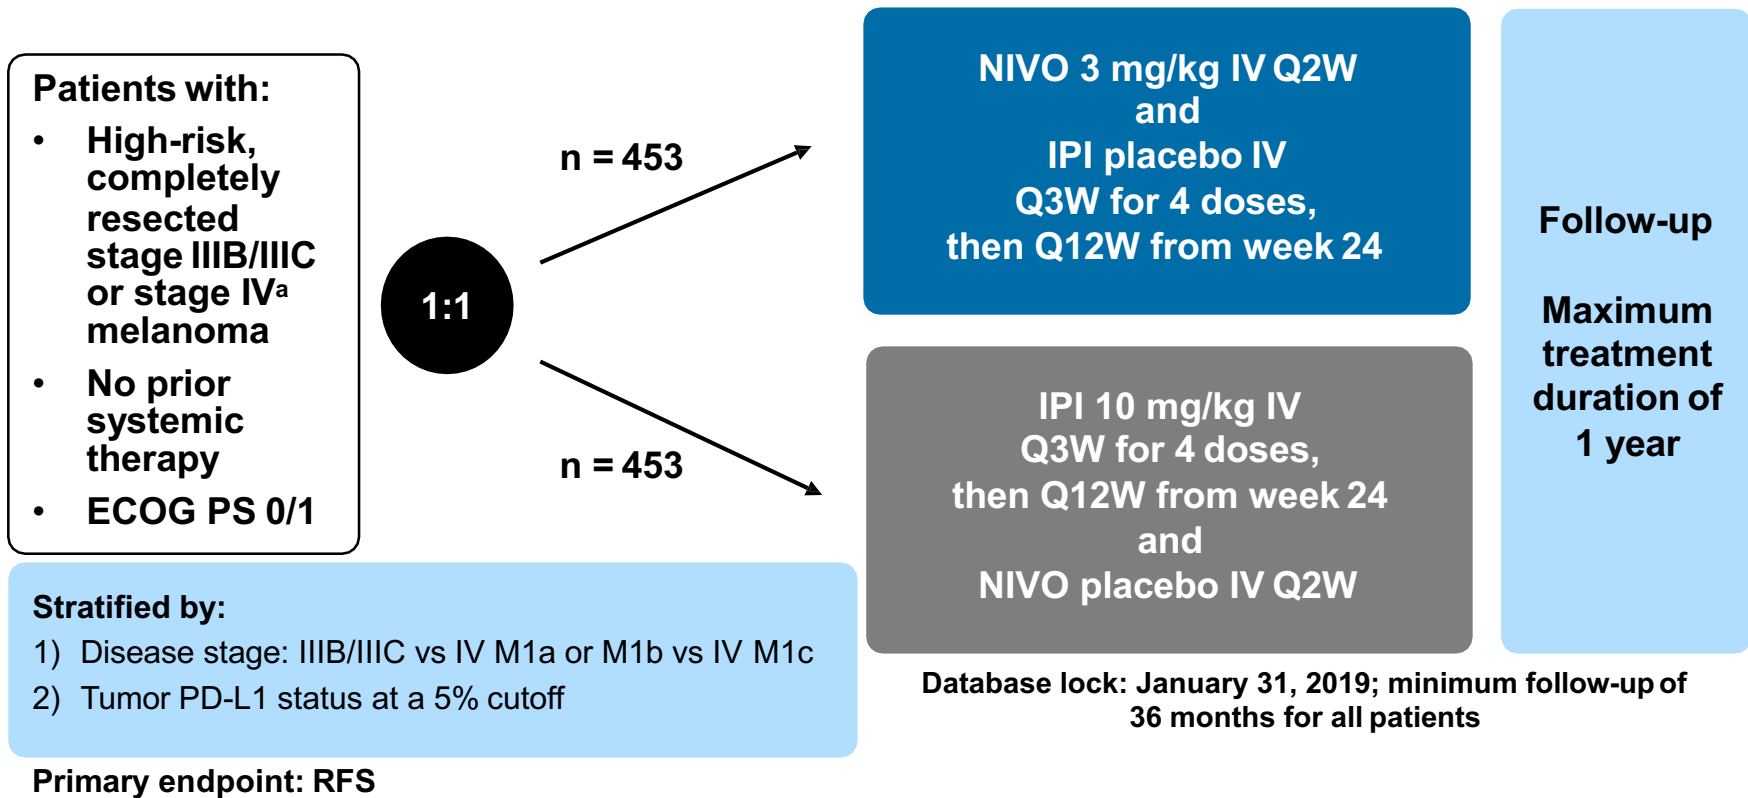 Patients with:
• High-risk,
completely
resected
stage IIIB/IIIC
or stage IVᵃ
melanoma
• No prior
systemic
therapy
• ECOG PS 0/1
1:1
n = 453
n = 453
NIVO 3 mg/kg IV Q2W
and
IPI placebo IV
Q3W for 4 doses,
then Q12W from week 24
IPI 10 mg/kg IV
Q3W for 4 doses,
then Q12W from week 24
and
NIVO placebo IV Q2W
Follow-up
Maximum
treatment
duration of
1 year
Stratified by:
1) Disease stage: IIIB/IIIC vs IV M1a or M1b vs IV M1c
2) Tumor PD-L1 status at a 5% cutoff
Database lock: January 31, 2019; minimum follow-up of
36 months for all patients
Primary endpoint: RFS